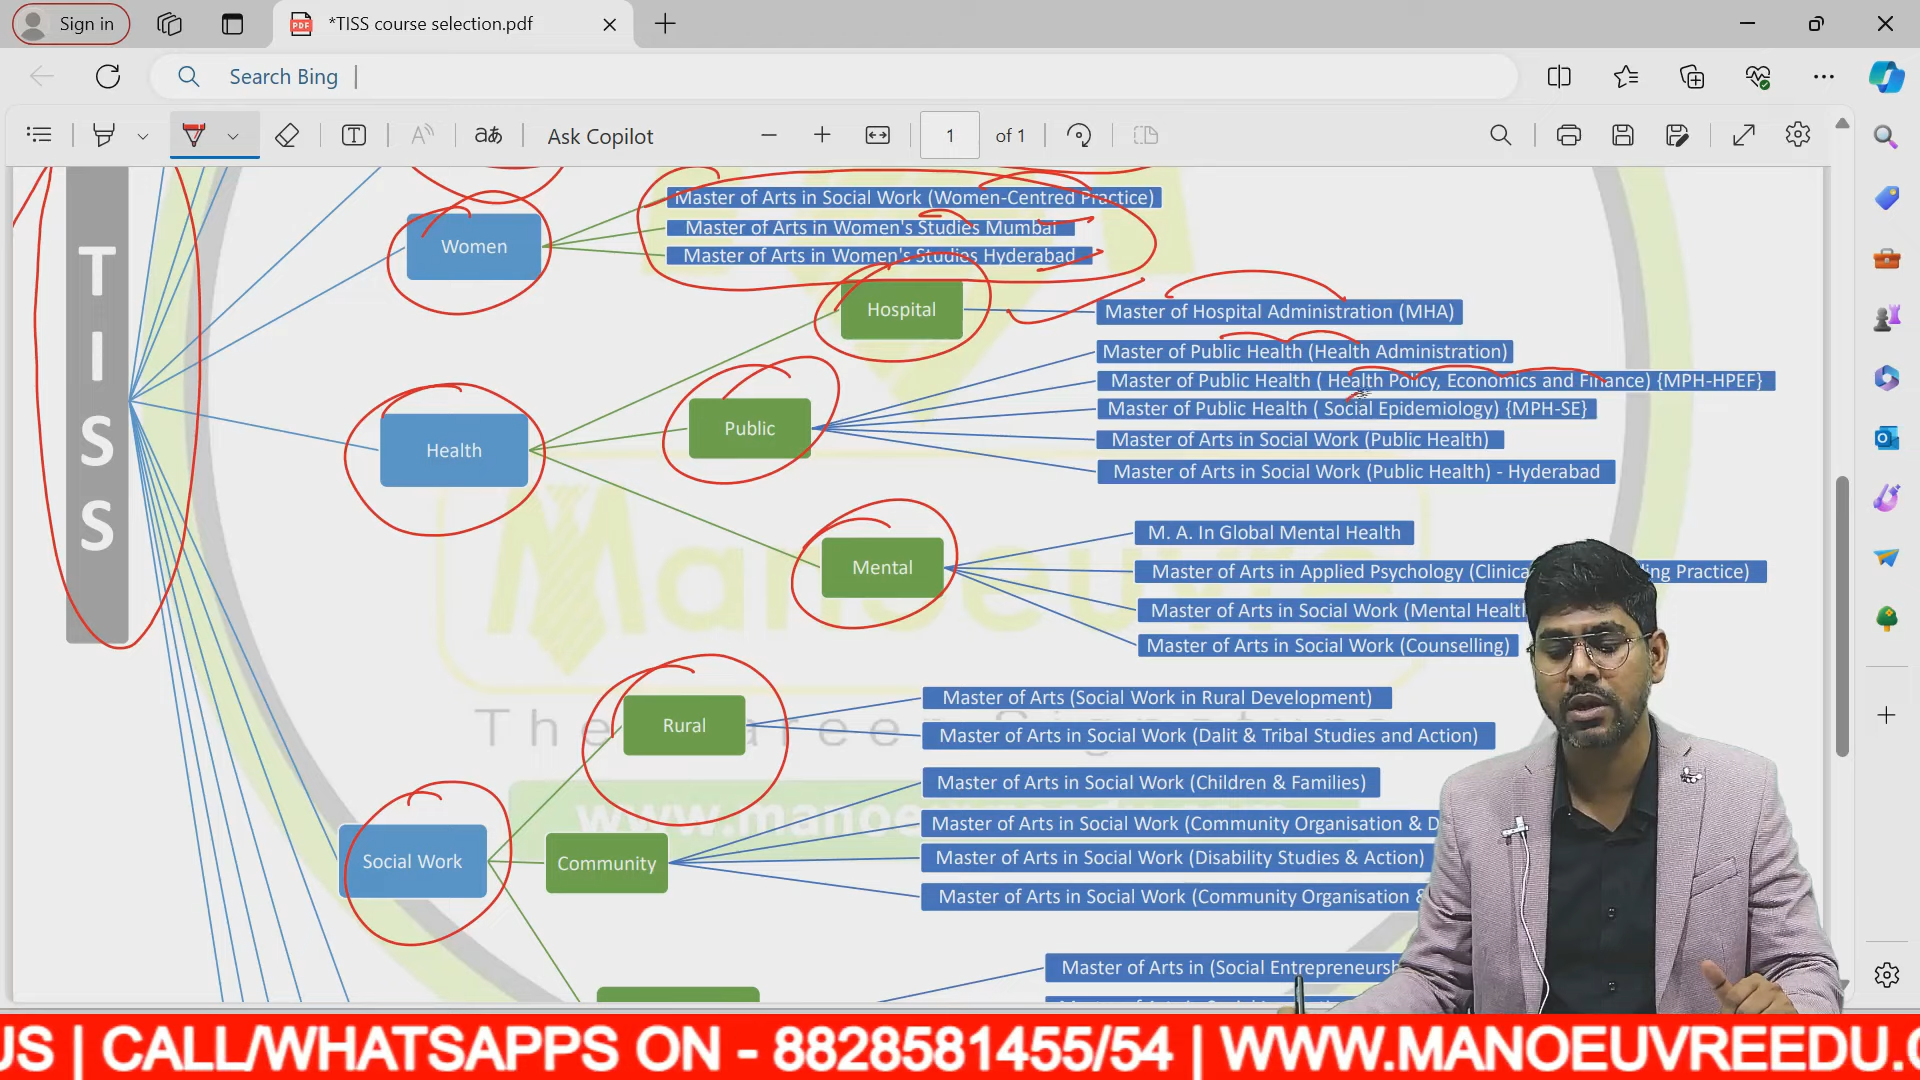 Sign in
*TISS course selection.pdf
Search Bing
Ask Copilot
1 of 1
TISS
Women
Master of Arts in Social Work (Women-Centred Practice)
Master of Arts in Women's Studies Mumbai
Master of Arts in Women's Studies Hyderabad
Hospital
Master of Hospital Administration (MHA)
Health
Public
Master of Public Health (Health Administration)
Master of Public Health ( Health Policy, Economics and Finance) {MPH-HPEF}
Master of Public Health ( Social Epidemiology) {MPH-SE}
Master of Arts in Social Work (Public Health)
Master of Arts in Social Work (Public Health) - Hyderabad
Mental
M. A. In Global Mental Health
Master of Arts in Applied Psychology (Clinica ing Practice)
Master of Arts in Social Work (Mental Health
Master of Arts in Social Work (Counselling)
Manoeuvre
Rural
Master of Arts (Social Work in Rural Development)
Master of Arts in Social Work (Dalit & Tribal Studies and Action)
Social Work
Community
Master of Arts in Social Work (Children & Families)
Master of Arts in Social Work (Community Organisation & D
Master of Arts in Social Work (Disability Studies & Action)
Master of Arts in Social Work (Community Organisation &
Master of Arts in (Social Entrepreneursh
US | CALL/WHATSAPPS ON - 8828581455/54 | WWW.MANOEUVREEDU.C